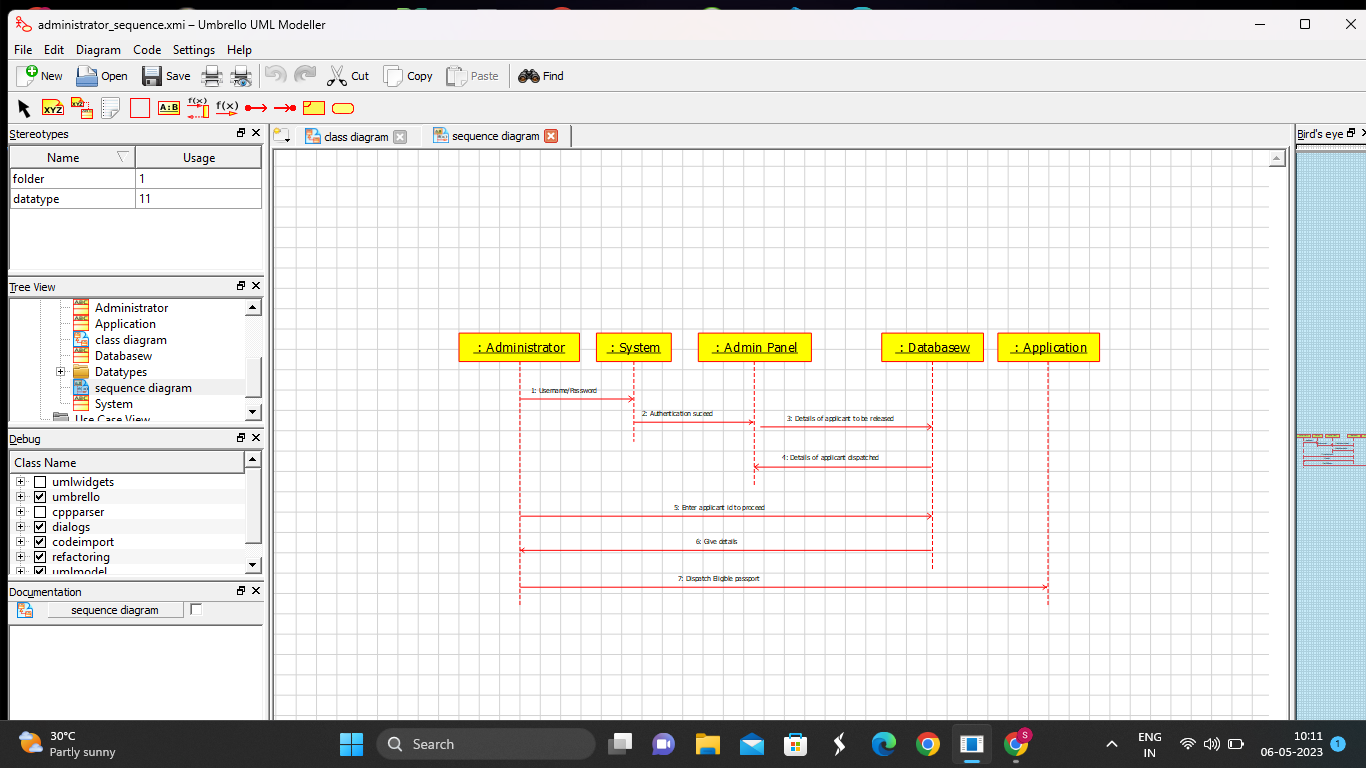 administrator_sequence.xmi – Umbrello UML Modeller
File Edit Diagram Code Settings Help
New Open Save Cut Copy Paste Find
XYZ XYZ A:B f(x) f(x)
Stereotypes
Name Usage
folder 1
datatype 11
Tree View
Administrator
Application
class diagram
Databasew
Datatypes
sequence diagram
System
Use Case View
Debug
Class Name
umlwidgets
umbrello
cppparser
dialogs
codeimport
refactoring
umlmodel
Documentation
sequence diagram
class diagram sequence diagram
: Administrator : System : Admin Panel : Databasew : Application
1: Username/Password
2: Authentication suceed
3: Details of applicant to be released
4: Details of applicant dispatched
5: Enter applicant id to proceed
6: Give details
7: Dispatch Eligible passport
Bird's eye
30°C
Partly sunny
Search
S
ENG
IN
10:11
06-05-2023
1